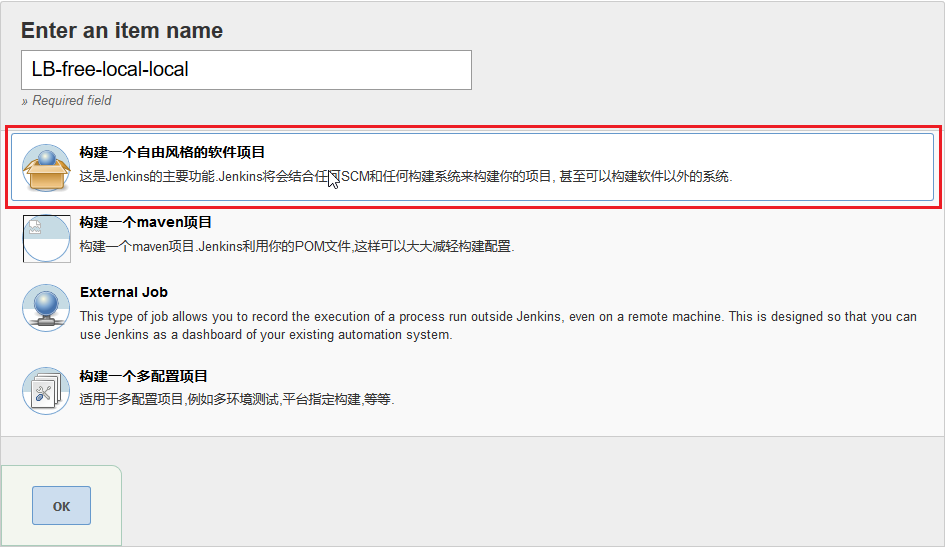 Enter an item name
LB-free-local-local
» Required field
构建一个自由风格的软件项目
这是Jenkins的主要功能.Jenkins将会结合任何SCM和任何构建系统来构建你的项目, 甚至可以构建软件以外的系统.
构建一个maven项目
构建一个maven项目.Jenkins利用你的POM文件,这样可以大大减轻构建配置.
External Job
This type of job allows you to record the execution of a process run outside Jenkins, even on a remote machine. This is designed so that you can
use Jenkins as a dashboard of your existing automation system.
构建一个多配置项目
适用于多配置项目,例如多环境测试,平台指定构建,等等.
OK